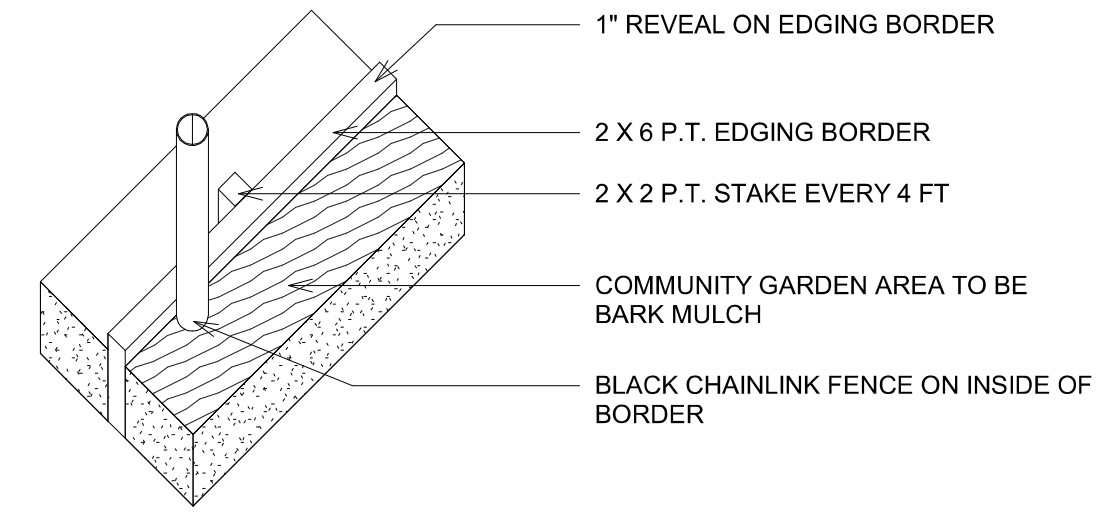 1" REVEAL ON EDGING BORDER
2 X 6 P.T. EDGING BORDER
2 X 2 P.T. STAKE EVERY 4 FT
COMMUNITY GARDEN AREA TO BE
BARK MULCH
BLACK CHAINLINK FENCE ON INSIDE OF
BORDER